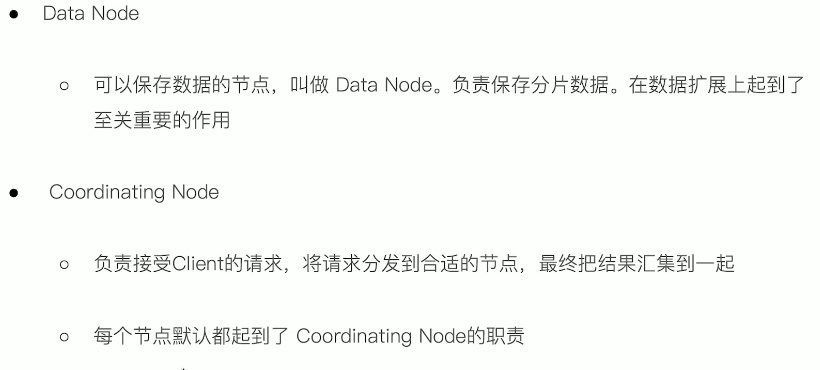 ● Data Node
○ 可以保存数据的节点，叫做 Data Node。负责保存分片数据。在数据扩展上起到了
至关重要的作用
● Coordinating Node
○ 负责接受Client的请求，将请求分发到合适的节点，最终把结果汇集到一起
○ 每个节点默认都起到了 Coordinating Node的职责